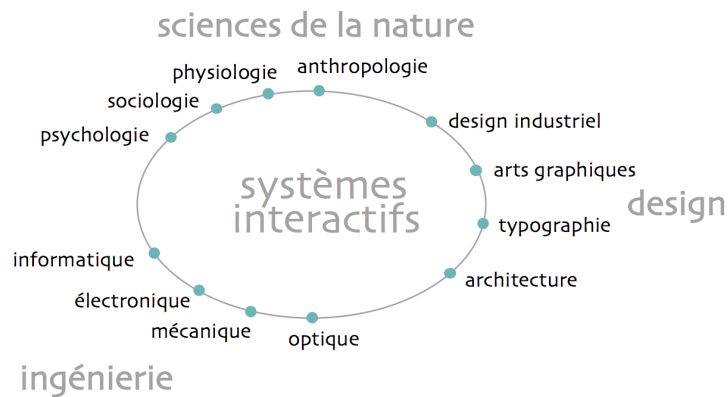 sciences de la nature
anthropologie
physiologie
sociologie
psychologie
design industriel
arts graphiques
design
typographie
architecture
systèmes
interactifs
informatique
électronique
mécanique
optique
ingénierie